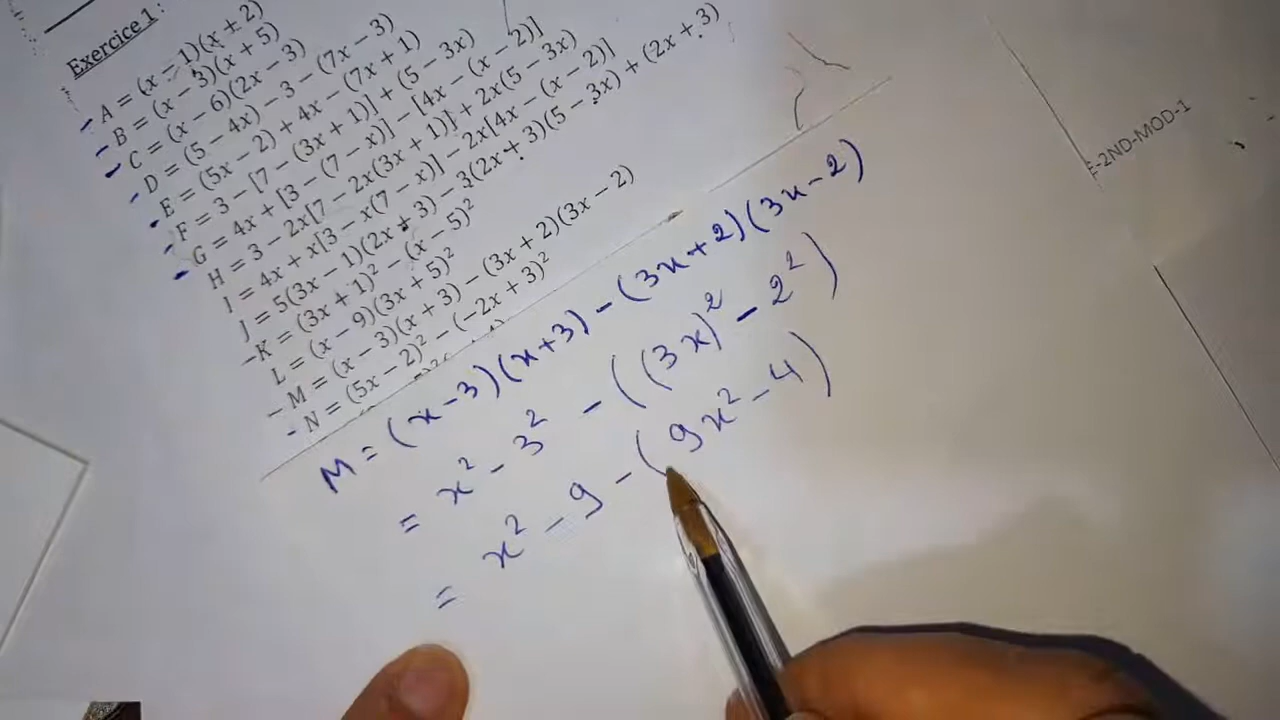 Exercice 1 :
A = (x − 1)(x + 2)
B = (x − 3)(x + 5)
C = (x − 6)(2x − 3)
D = (5 − 4x) − 3 − (7x − 3)
E = (5x − 2) + 4x − (7x + 1)
F = 3 − [7 − (3x + 1)] + (5 − 3x)
G = 4x + [3 − (7 − x)] − [4x − (x − 2)]
H = 3 − 2x[7 − 2x(3x + 1)] + 2x(5 − 3x)
I = 4x + x[3 − x(7 − x)] − 2x[4x − (x − 2)]
J = 5(3x − 1)(2x + 3) − 3(2x + 3)(5 − 3x) + (2x + 3)
K = (3x + 1)² − (x − 5)²
L = (x − 9)(3x + 5)²
M = (x − 3)(x + 3) − (3x + 2)(3x − 2)
N = (5x − 2)² − (−2x + 3)²
M = (x−3)(x+3) − (3x+2)(3x−2)
= x² − 3² − ((3x)² − 2²)
= x² − 9 − (9x² − 4)
F-2ND-MOD-1